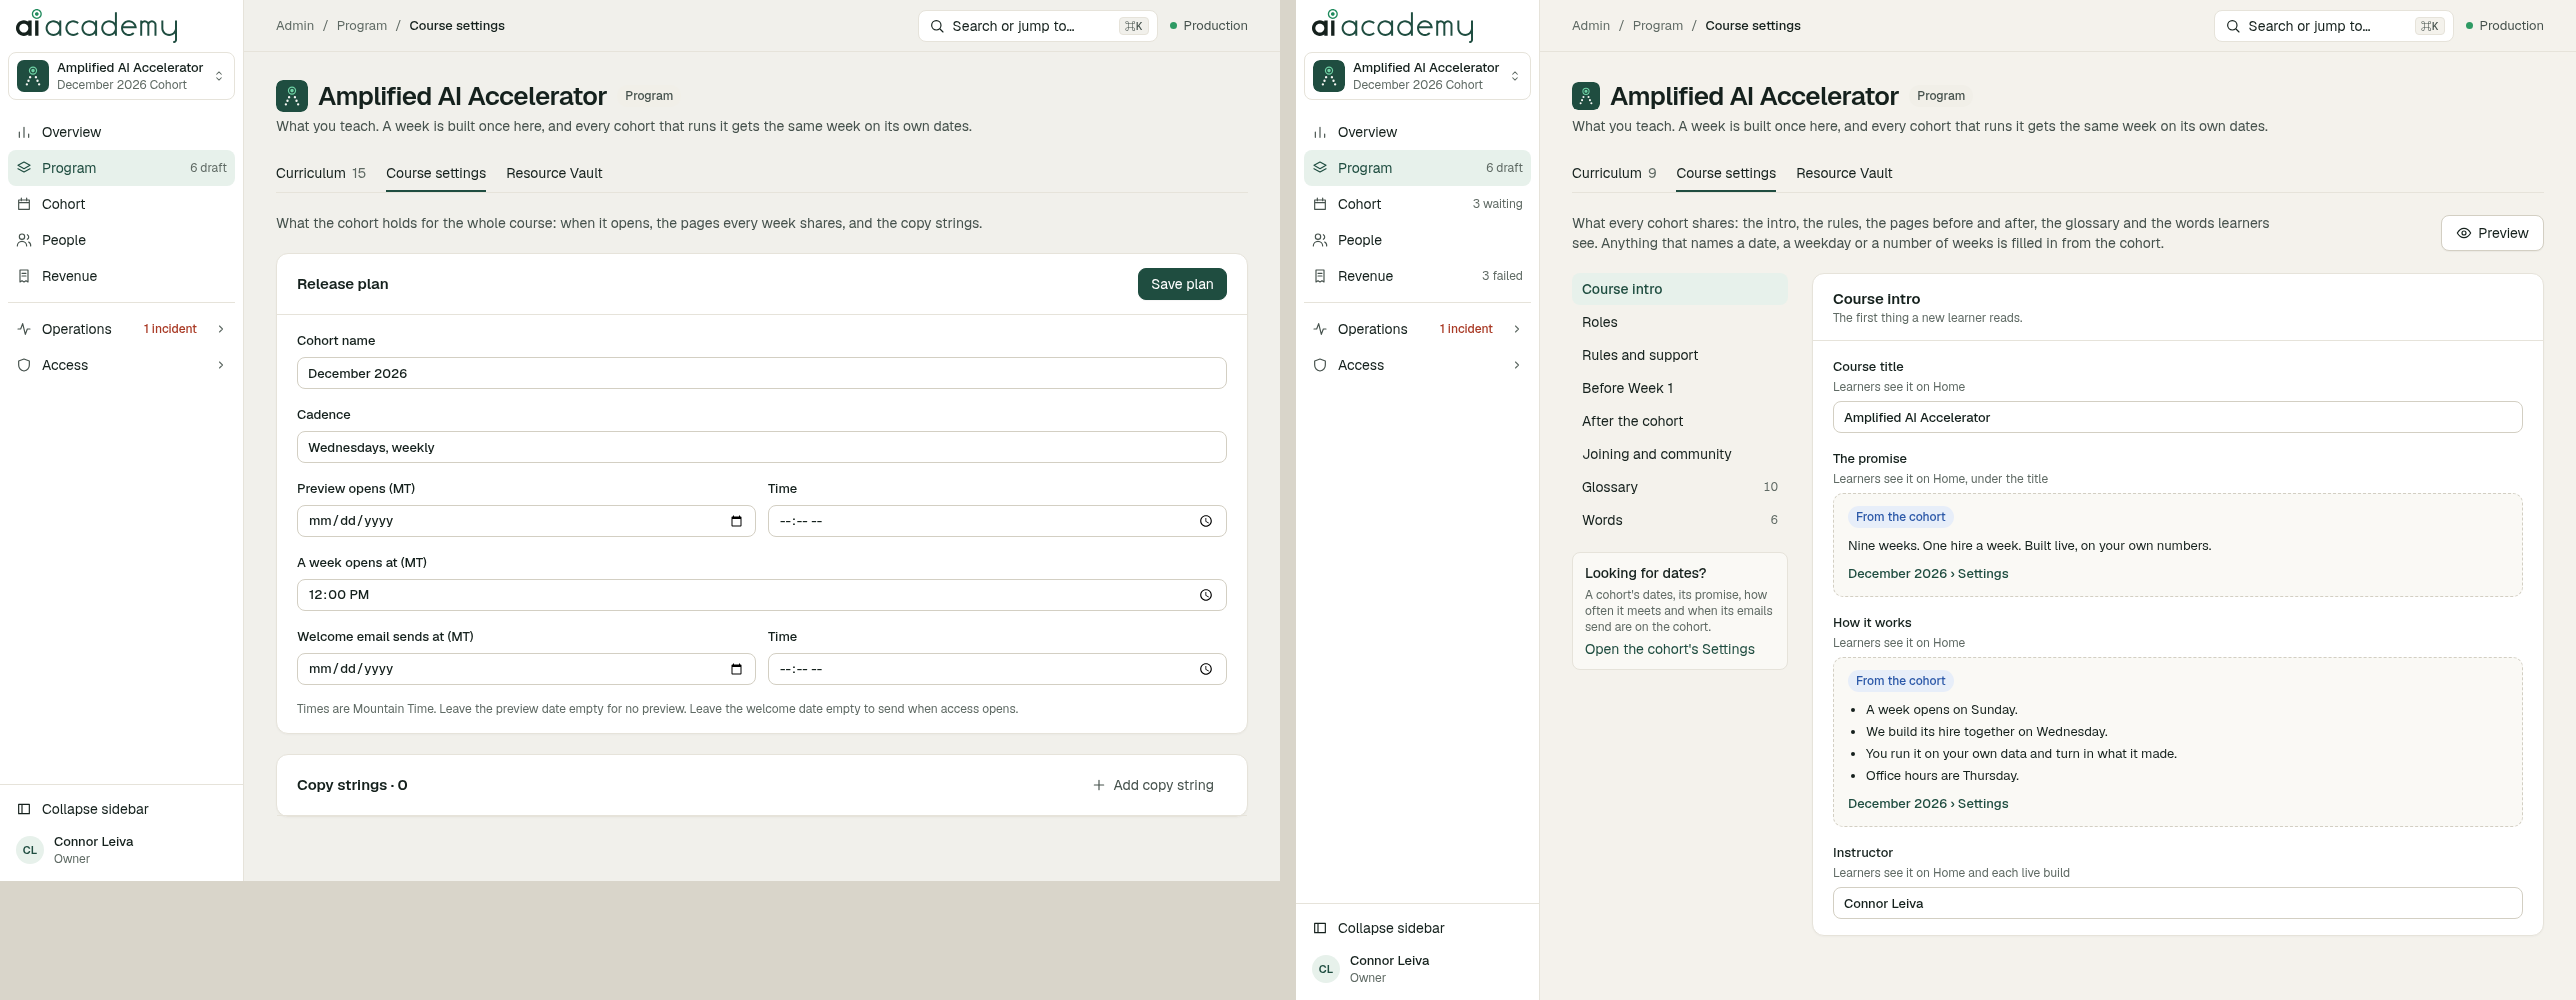 ai academy
Amplified AI Accelerator
December 2026 Cohort
Overview
Program 6 draft
Cohort
People
Revenue
Operations 1 incident
Access
Collapse sidebar
CL
Connor Leiva
Owner
Admin / Program / Course settings
Search or jump to... ⌘K
Production
Amplified AI Accelerator Program
What you teach. A week is built once here, and every cohort that runs it gets the same week on its own dates.
Curriculum 15 Course settings Resource Vault
What the cohort holds for the whole course: when it opens, the pages every week shares, and the copy strings.
Release plan Save plan
Cohort name
December 2026
Cadence
Wednesdays, weekly
Preview opens (MT) Time
mm/dd/yyyy --:-- --
A week opens at (MT)
12:00 PM
Welcome email sends at (MT) Time
mm/dd/yyyy --:-- --
Times are Mountain Time. Leave the preview date empty for no preview. Leave the welcome date empty to send when access opens.
Copy strings · 0 + Add copy string
ai academy
Amplified AI Accelerator
December 2026 Cohort
Overview
Program 6 draft
Cohort 3 waiting
People
Revenue 3 failed
Operations 1 incident
Access
Collapse sidebar
CL
Connor Leiva
Owner
Admin / Program / Course settings
Search or jump to... ⌘K
Production
Amplified AI Accelerator Program
What you teach. A week is built once here, and every cohort that runs it gets the same week on its own dates.
Curriculum 9 Course settings Resource Vault
What every cohort shares: the intro, the rules, the pages before and after, the glossary and the words learners
see. Anything that names a date, a weekday or a number of weeks is filled in from the cohort.
Preview
Course intro
Roles
Rules and support
Before Week 1
After the cohort
Joining and community
Glossary 10
Words 6
Looking for dates?
A cohort's dates, its promise, how
often it meets and when its emails
send are on the cohort.
Open the cohort's Settings
Course intro
The first thing a new learner reads.
Course title
Learners see it on Home
Amplified AI Accelerator
The promise
Learners see it on Home, under the title
From the cohort
Nine weeks. One hire a week. Built live, on your own numbers.
December 2026 › Settings
How it works
Learners see it on Home
From the cohort
• A week opens on Sunday.
• We build its hire together on Wednesday.
• You run it on your own data and turn in what it made.
• Office hours are Thursday.
December 2026 › Settings
Instructor
Learners see it on Home and each live build
Connor Leiva